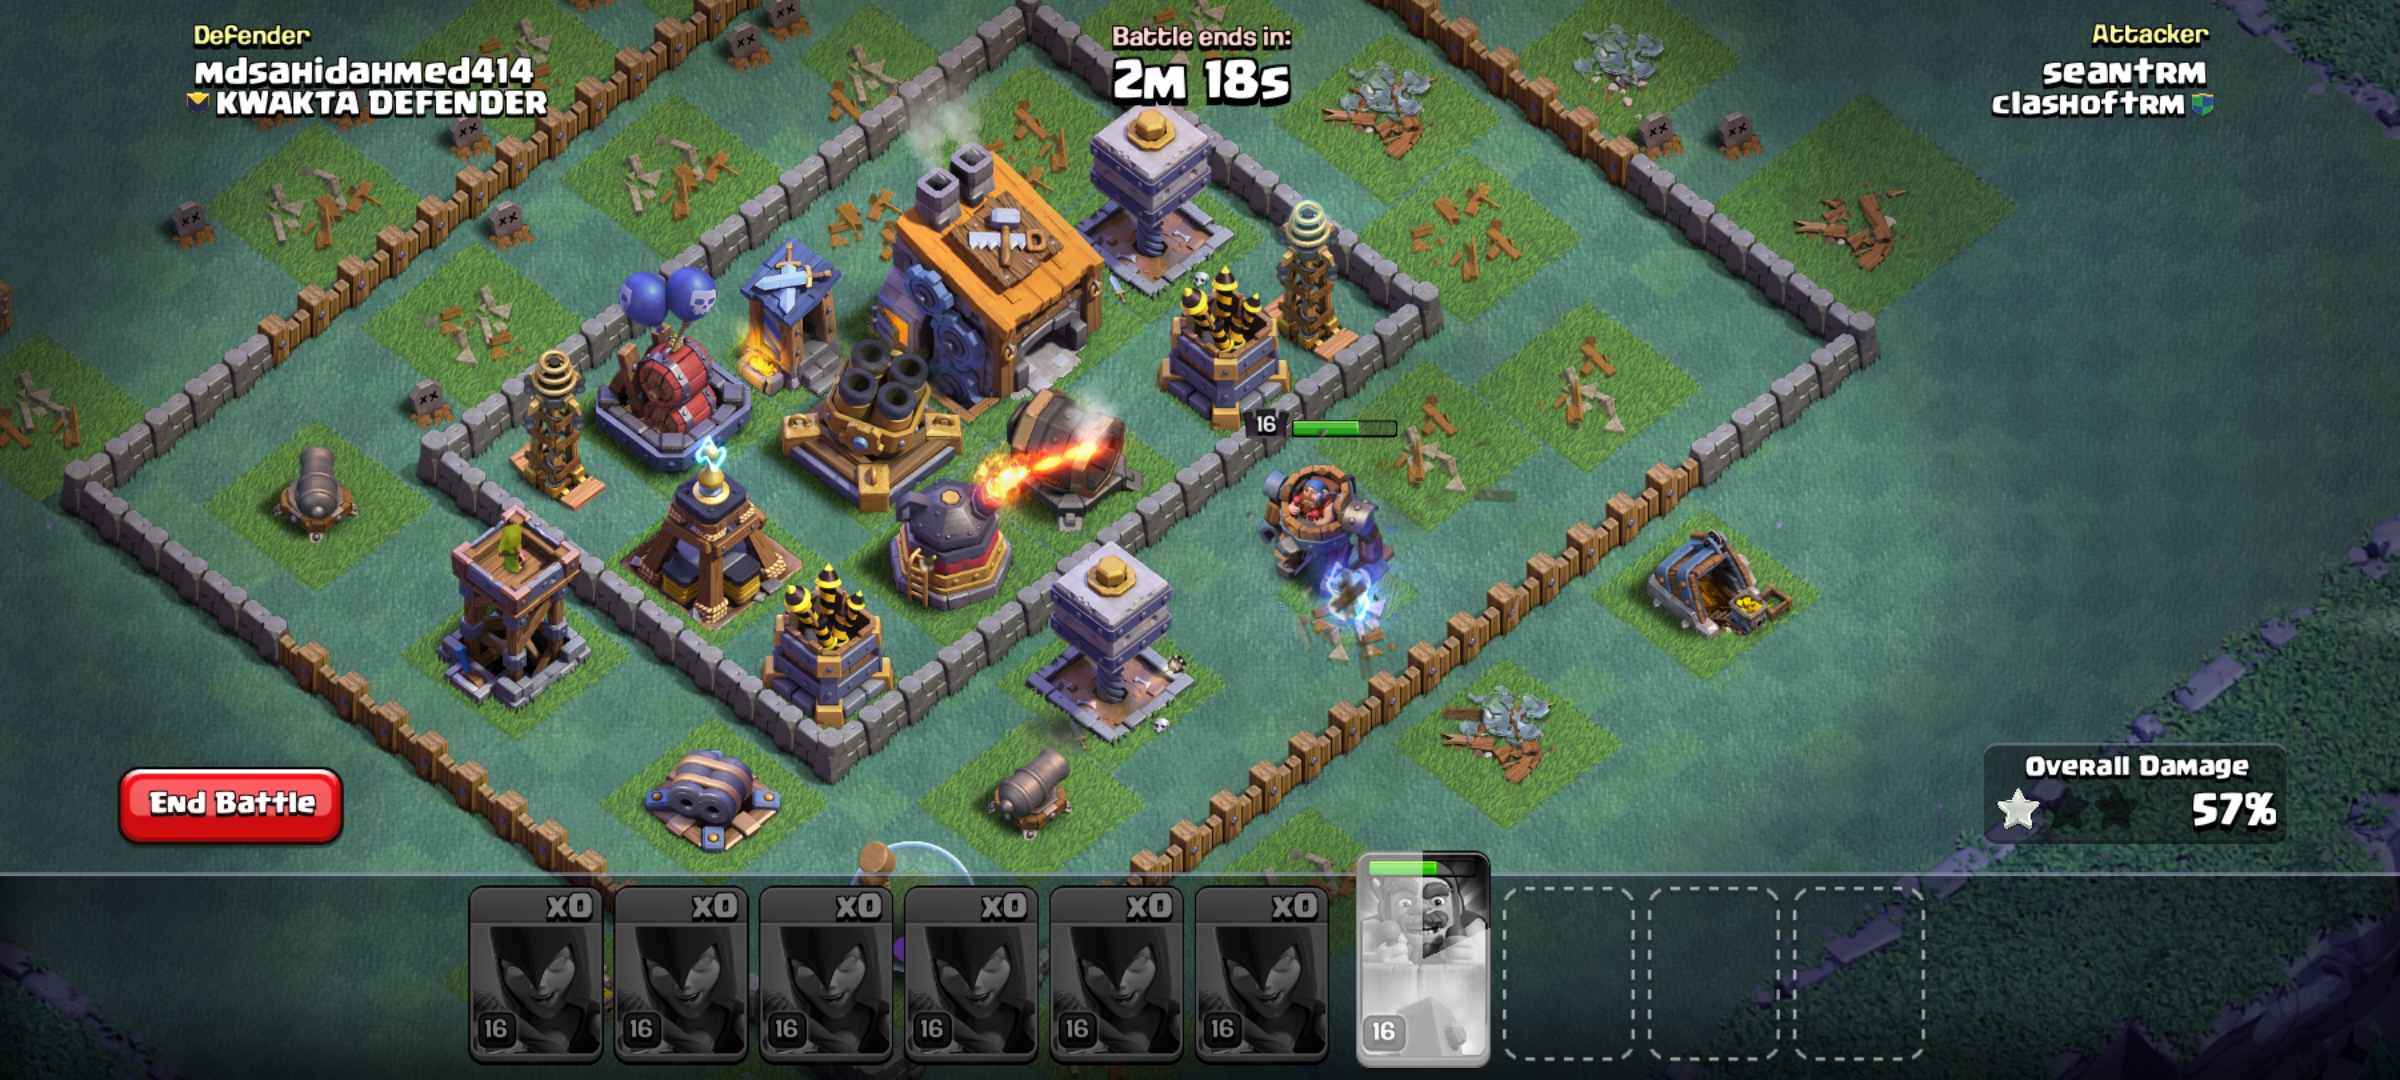 Defender
mdsahidahmed414
KWAKTA DEFENDER
Battle ends in:
2M 18s
Attacker
seantRM
clashoftRM
16
End Battle
Overall Damage
57%
x0 x0 x0 x0 x0 x0
16 16 16 16 16 16 16